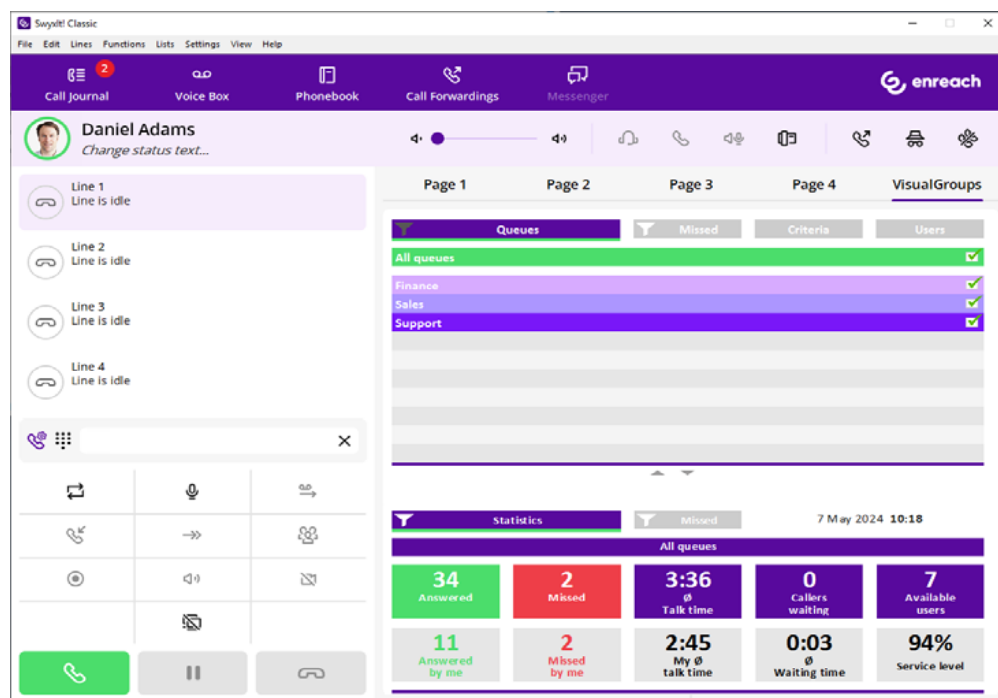 SwyxIt! Classic
File Edit Lines Functions Lists Settings View Help
2
Call Journal Voice Box Phonebook Call Forwardings Messenger
enreach
Daniel Adams
Change status text...
Line 1
Line is idle
Line 2
Line is idle
Line 3
Line is idle
Line 4
Line is idle
Page 1 Page 2 Page 3 Page 4 VisualGroups
Queues Missed Criteria Users
All queues
Finance
Sales
Support
Statistics Missed 7 May 2024 10:18
All queues
34 2 3:36 0 7
Answered Missed Ø Callers Available
Talk time waiting users
11 2 2:45 0:03 94%
Answered Missed My Ø Ø Service level
by me by me talk time Waiting time